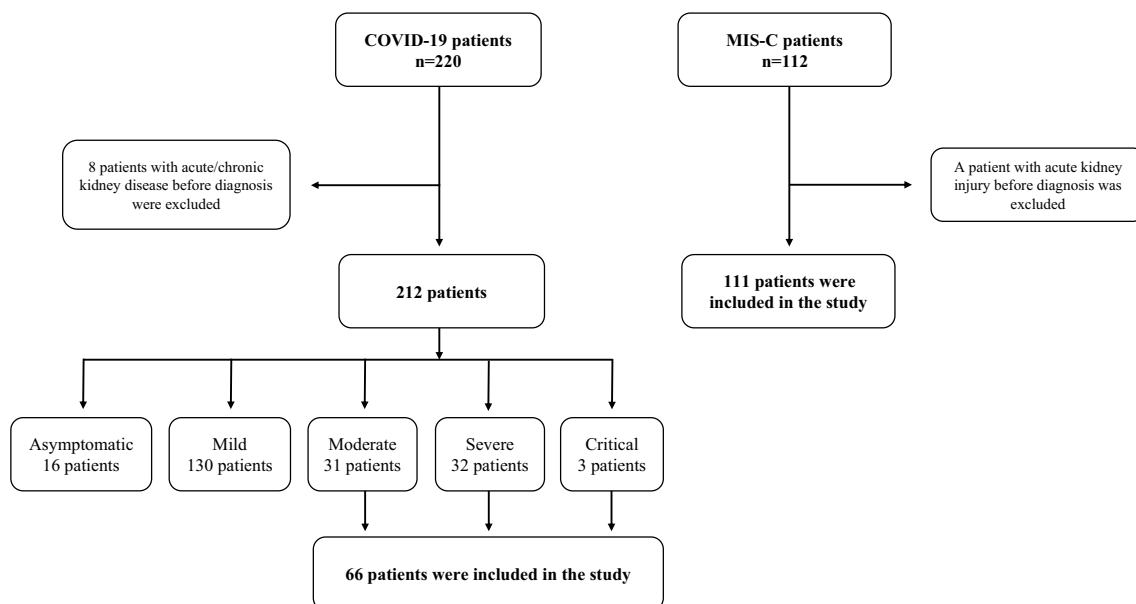 COVID-19 patients
n=220
MIS-C patients
n=112
8 patients with acute/chronic
kidney disease before diagnosis
were excluded
A patient with acute kidney
injury before diagnosis was
excluded
212 patients
111 patients were
included in the study
Asymptomatic
16 patients
Mild
130 patients
Moderate
31 patients
Severe
32 patients
Critical
3 patients
66 patients were included in the study